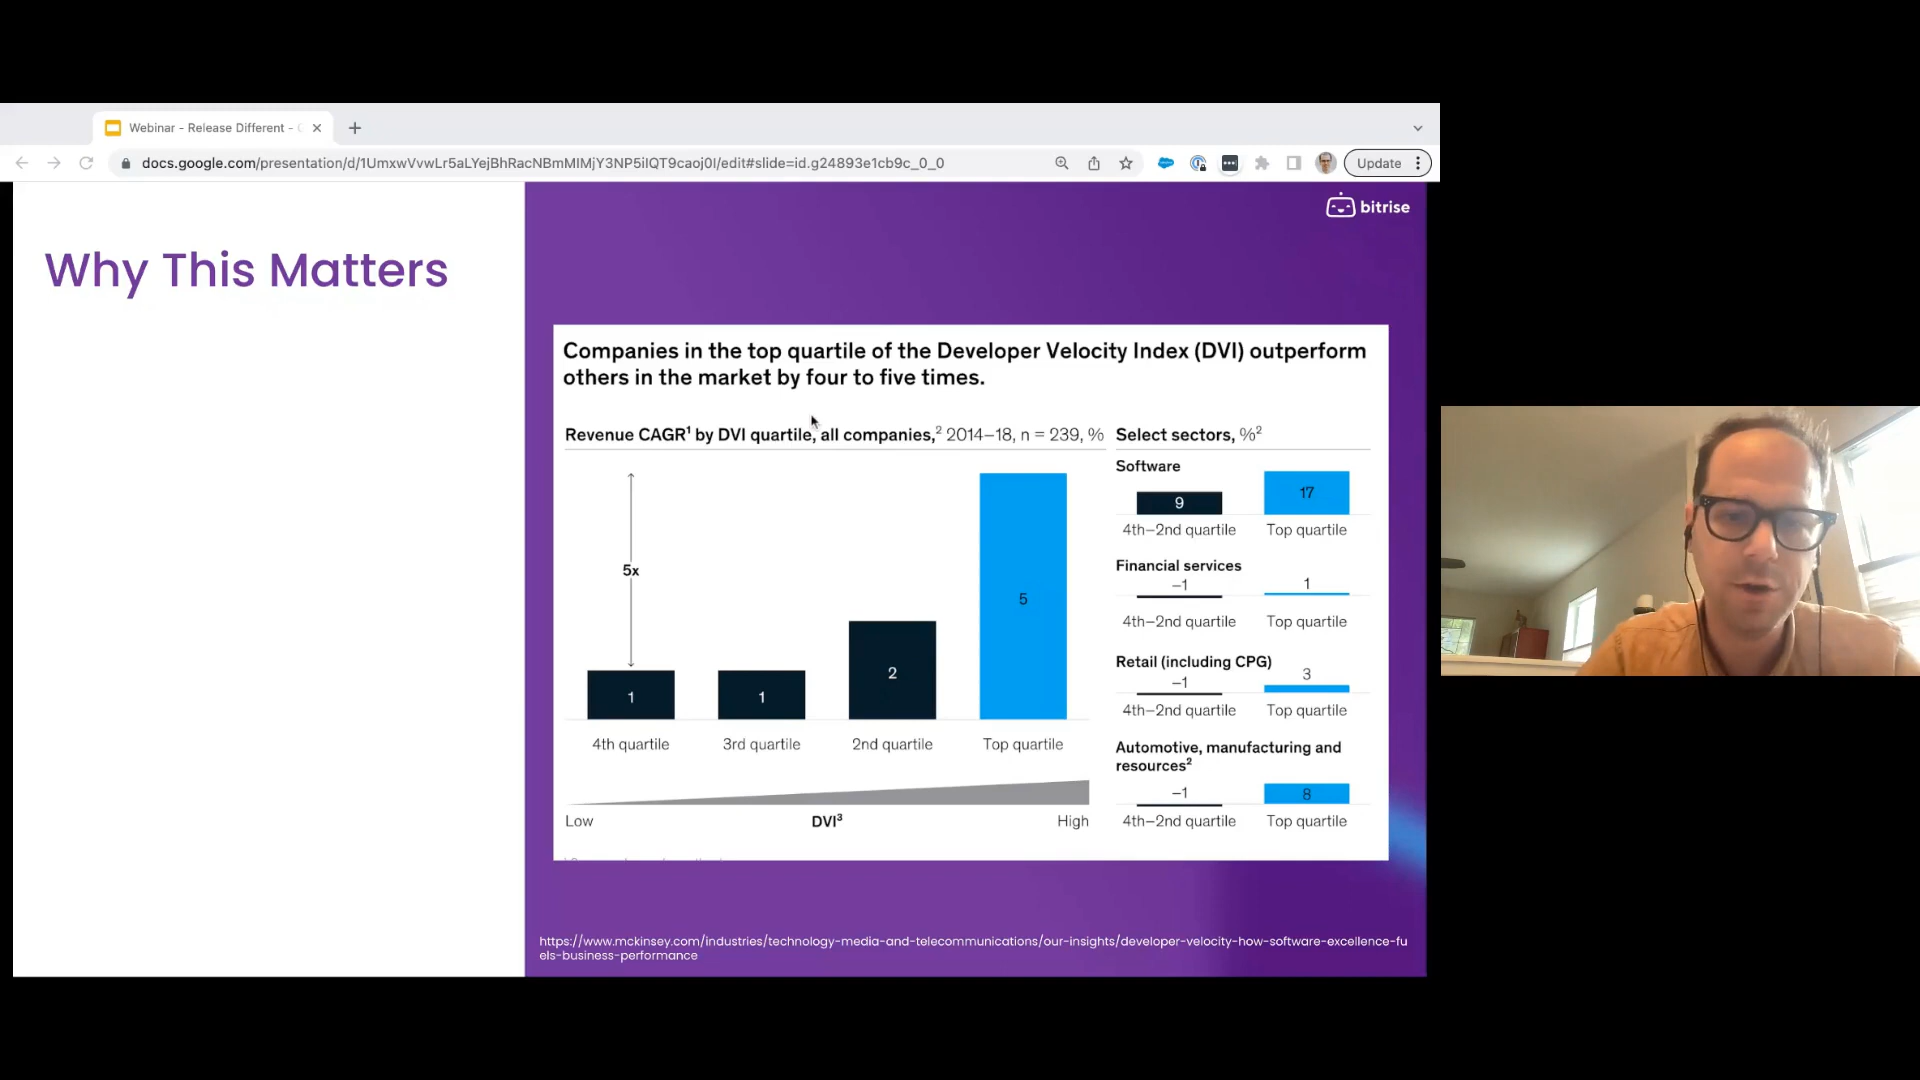 Webinar - Release Different -
docs.google.com/presentation/d/1UmxwVvwLr5aLYejBhRacNBmMIMjY3NP5iIQT9caoj0I/edit#slide=id.g24893e1cb9c_0_0
Update
bitrise
Why This Matters
Companies in the top quartile of the Developer Velocity Index (DVI) outperform
others in the market by four to five times.
Revenue CAGR¹ by DVI quartile, all companies,² 2014–18, n = 239, %
5x
1
1
2
5
4th quartile
3rd quartile
2nd quartile
Top quartile
Low
DVI³
High
Select sectors, %²
Software
9
17
4th–2nd quartile
Top quartile
Financial services
–1
1
4th–2nd quartile
Top quartile
Retail (including CPG)
–1
3
4th–2nd quartile
Top quartile
Automotive, manufacturing and
resources²
–1
8
4th–2nd quartile
Top quartile
https://www.mckinsey.com/industries/technology-media-and-telecommunications/our-insights/developer-velocity-how-software-excellence-fu
els-business-performance